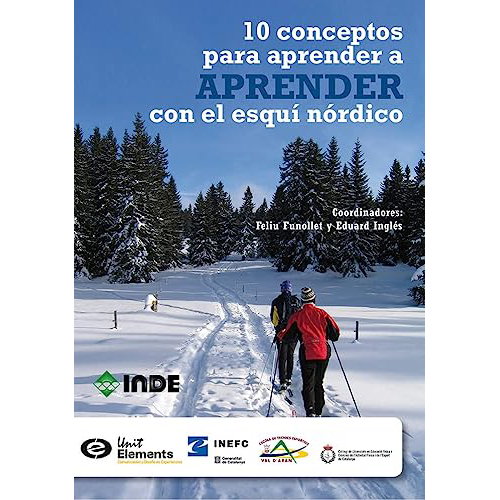 10 conceptos
para aprender a
APRENDER
con el esquí nórdico
Coordinadores:
Feliu Funollet y Eduard Inglés
INDE
Unit
Elements
INEFC
Generalitat
de Catalunya
VAL D'ARAN